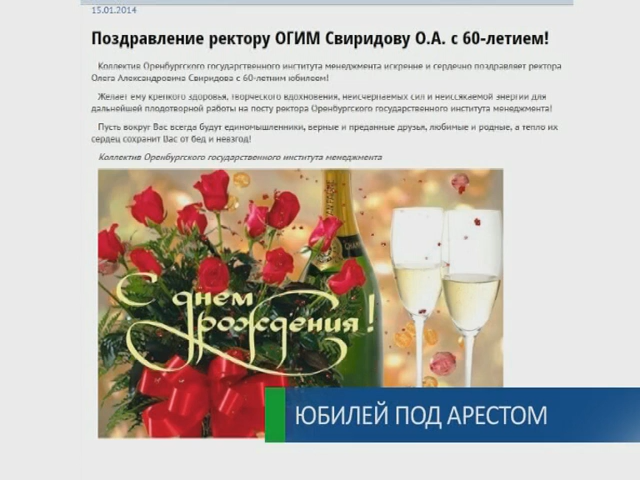 15.01.2014
Поздравление ректору ОГИМ Свиридову О.А. с 60-летием!
Коллектив Оренбургского государственного института менеджмента искренне и сердечно поздравляет ректора
Олега Александровича Свиридова с 60-летним юбилеем!
Желает ему крепкого здоровья, творческого вдохновения, неисчерпаемых сил и неиссякаемой энергии для
дальнейшей плодотворной работы на посту ректора Оренбургского государственного института менеджмента!
Пусть вокруг Вас всегда будут единомышленники, верные и преданные друзья, любимые и родные, а тепло их
сердец сохранит Вас от бед и невзгод!
Коллектив Оренбургского государственного института менеджмента
С днем
рождения!
ЮБИЛЕЙ ПОД АРЕСТОМ